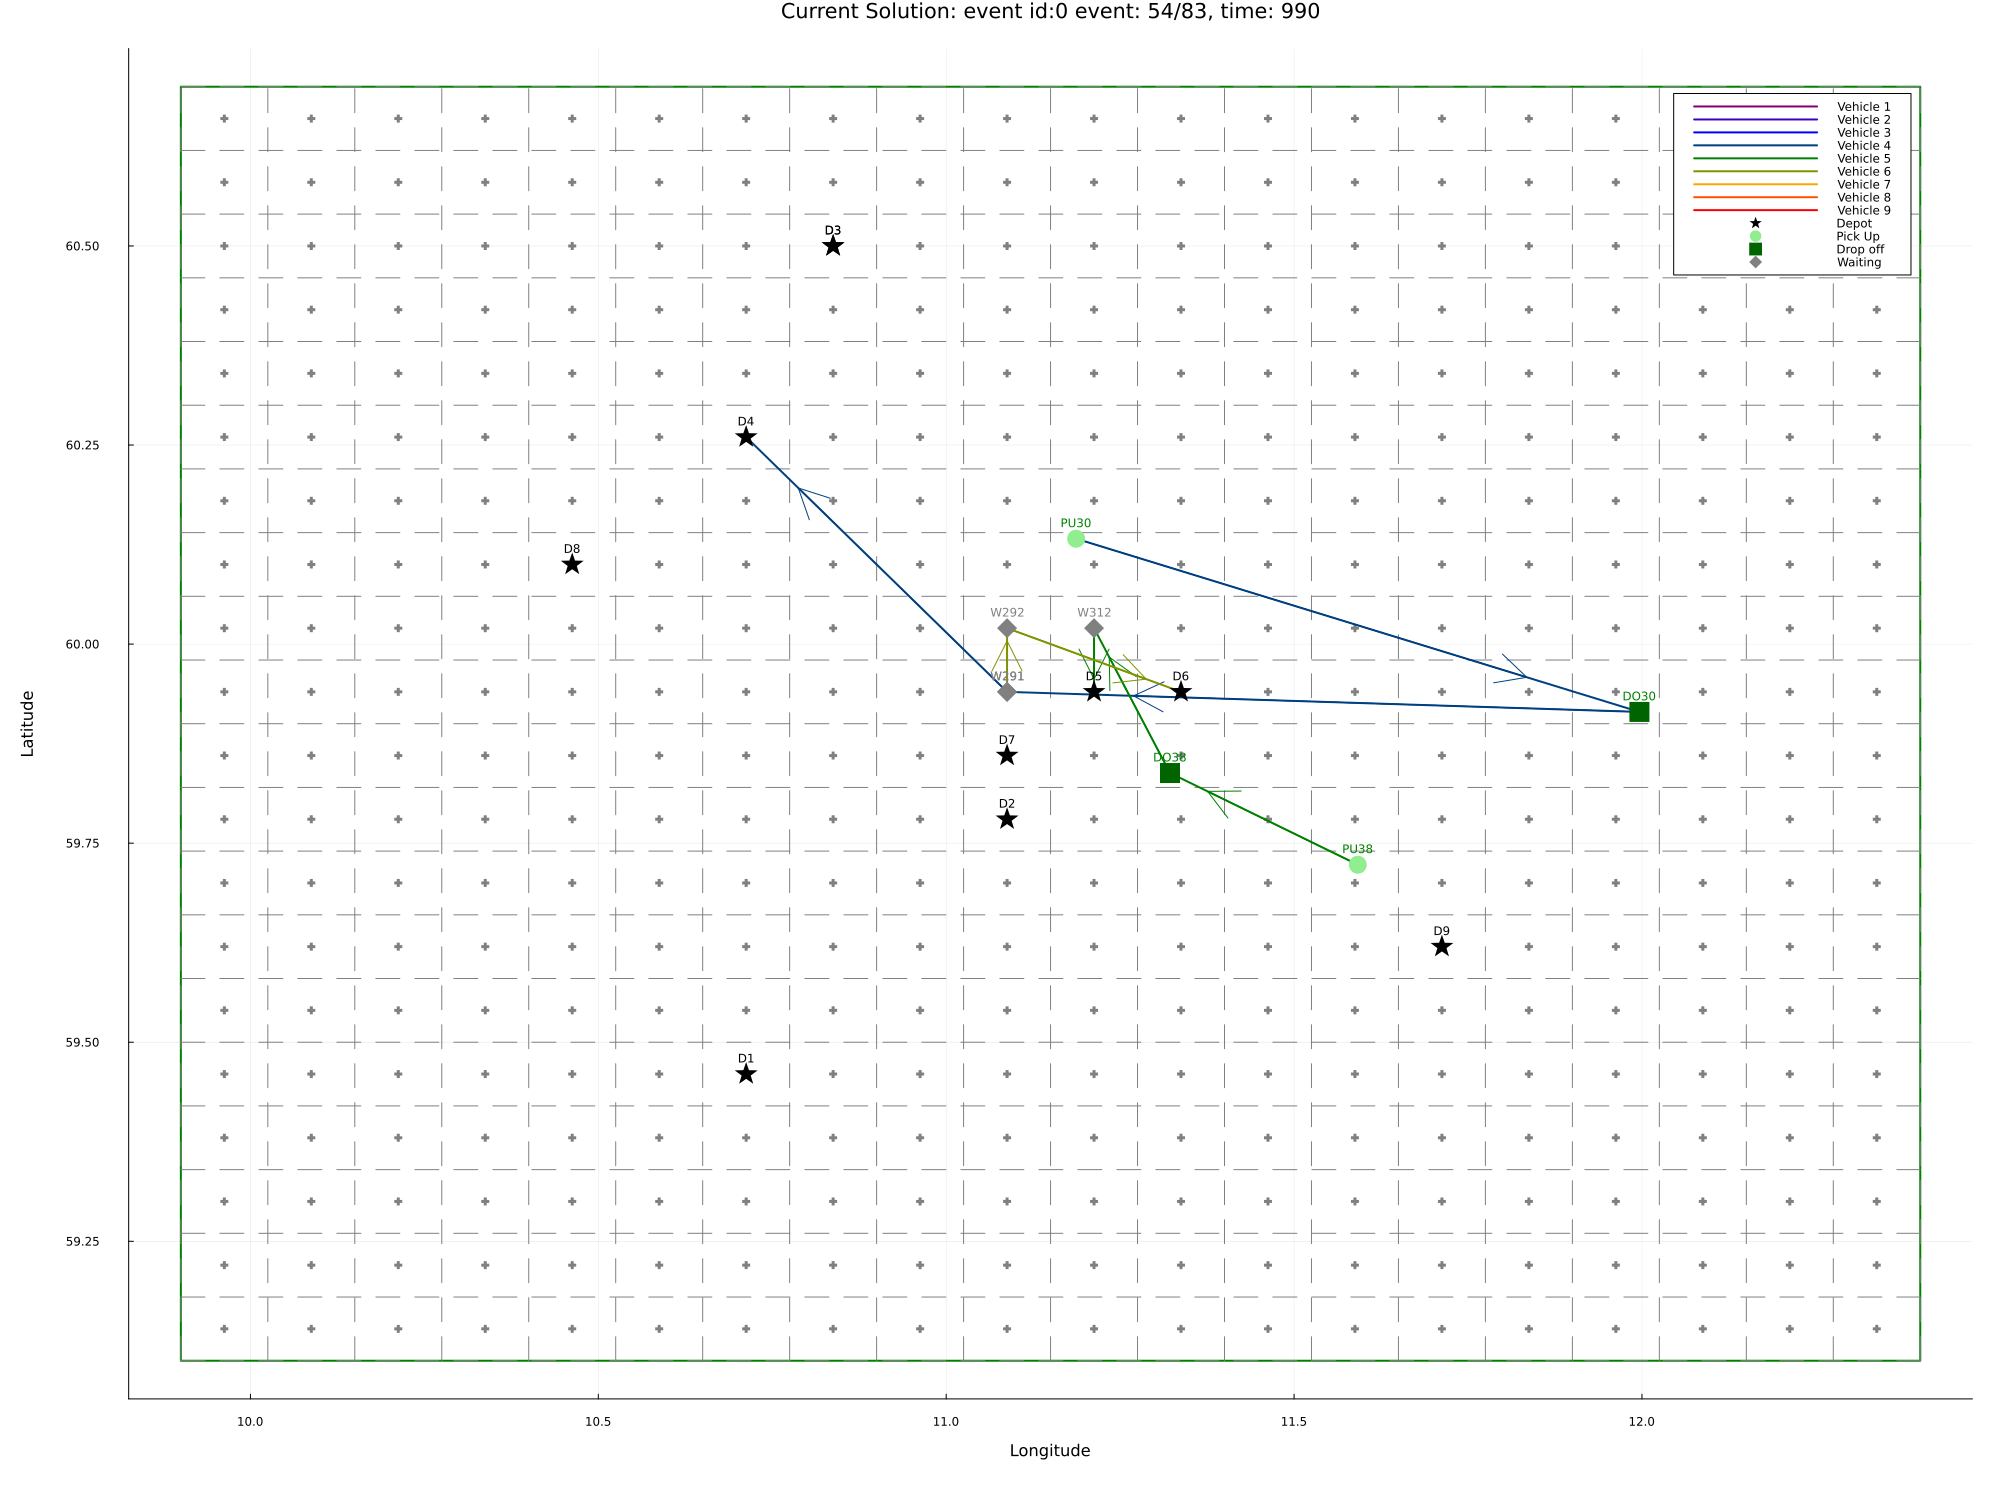 Current Solution: event id:0 event: 54/83, time: 990
Vehicle 1
Vehicle 2
Vehicle 3
Vehicle 4
Vehicle 5
Vehicle 6
Vehicle 7
Vehicle 8
Vehicle 9
Depot
Pick Up
Drop off
Waiting
D3
60.50
D4
60.25
PU30
D8
W292
W312
60.00
W291
D5
D6
DO30
Latitude
D7
DO38
D2
59.75
PU38
D9
59.50
D1
59.25
10.0
10.5
11.0
11.5
12.0
Longitude